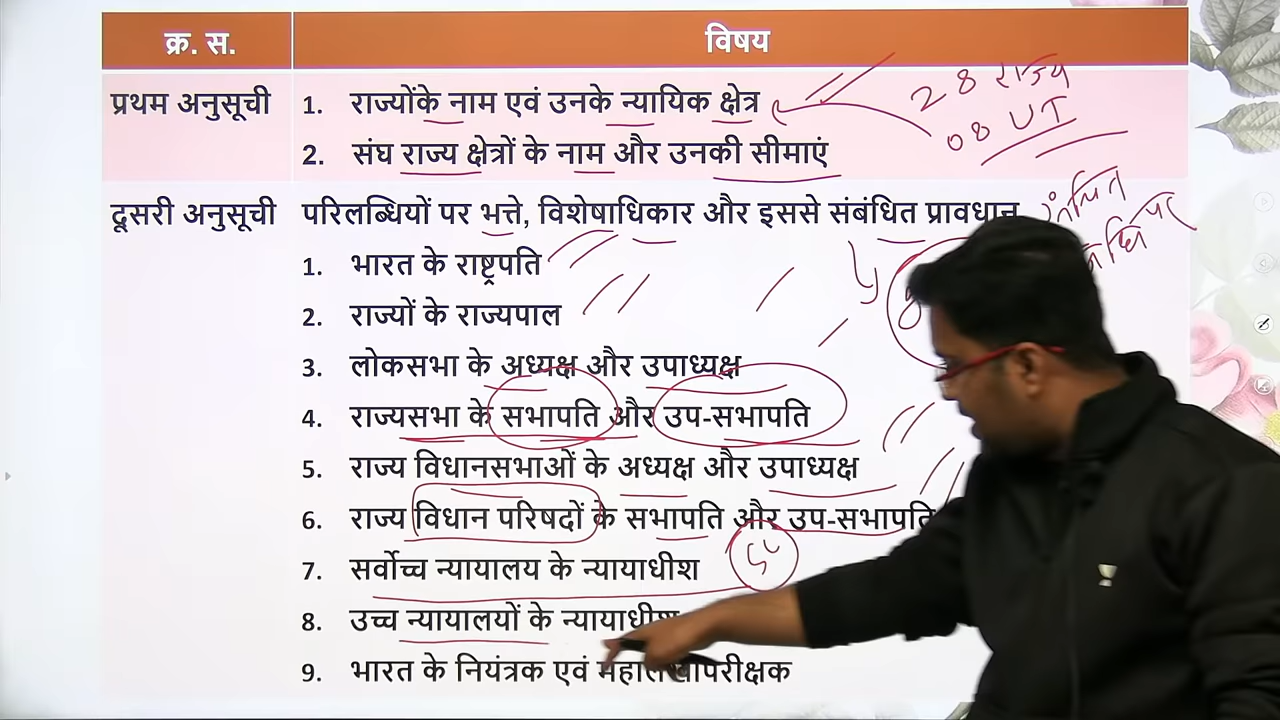 क्र. स. विषय
प्रथम अनुसूची 1. राज्योंके नाम एवं उनके न्यायिक क्षेत्र
28 राज्य
08 UT
2. संघ राज्य क्षेत्रों के नाम और उनकी सीमाएं
दूसरी अनुसूची परिलब्धियों पर भत्ते, विशेषाधिकार और इससे संबंधित प्रावधान
1. भारत के राष्ट्रपति
2. राज्यों के राज्यपाल
3. लोकसभा के अध्यक्ष और उपाध्यक्ष
4. राज्यसभा के सभापति और उप-सभापति
5. राज्य विधानसभाओं के अध्यक्ष और उपाध्यक्ष
6. राज्य विधान परिषदों के सभापति और उप-सभापति
7. सर्वोच्च न्यायालय के न्यायाधीश
8. उच्च न्यायालयों के न्यायाधीश
9. भारत के नियंत्रक एवं महालेखापरीक्षक